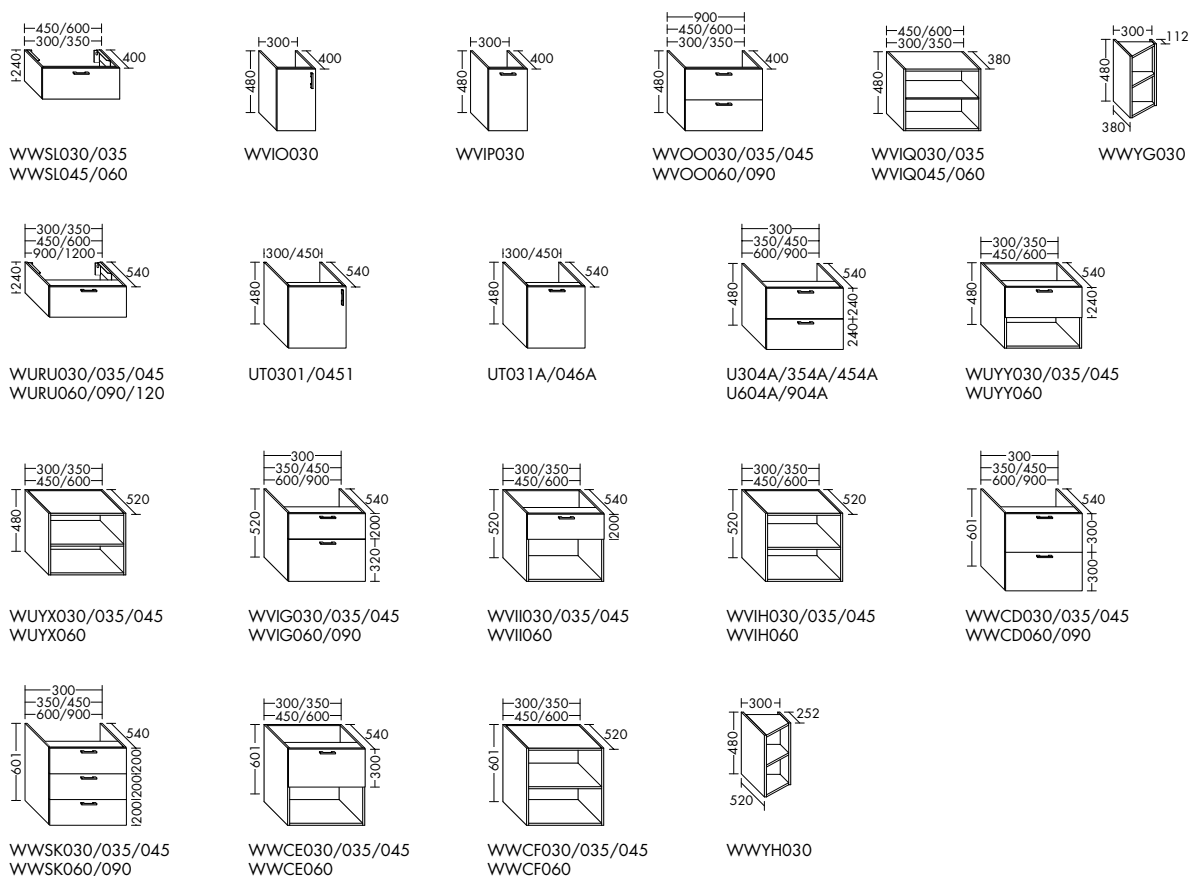 450/600
300/350
240
400
WWSL030/035
WWSL045/060
300
480
400
WVIO030
300
480
400
WVIP030
900
450/600
300/350
480
400
WVOO030/035/045
WVOO060/090
450/600
300/350
480
380
WVIQ030/035
WVIQ045/060
300
112
480
380
WWYG030
300/350
450/600
900/1200
240
540
WURU030/035/045
WURU060/090/120
300/450
480
540
UT0301/0451
300/450
480
540
UT031A/046A
300
350/450
600/900
480
540
240
240
U304A/354A/454A
U604A/904A
300/350
450/600
480
540
240
WUYY030/035/045
WUYY060
300/350
450/600
480
520
WUYX030/035/045
WUYX060
300
350/450
600/900
520
540
200
320
WVIG030/035/045
WVIG060/090
300/350
450/600
520
540
200
WVII030/035/045
WVII060
300/350
450/600
520
520
WVIH030/035/045
WVIH060
300
350/450
600/900
601
540
300
300
WWCD030/035/045
WWCD060/090
300
350/450
600/900
601
540
200
200
200
WWSK030/035/045
WWSK060/090
300/350
450/600
601
540
300
WWCE030/035/045
WWCE060
300/350
450/600
601
520
WWCF030/035/045
WWCF060
300
252
480
520
WWYH030